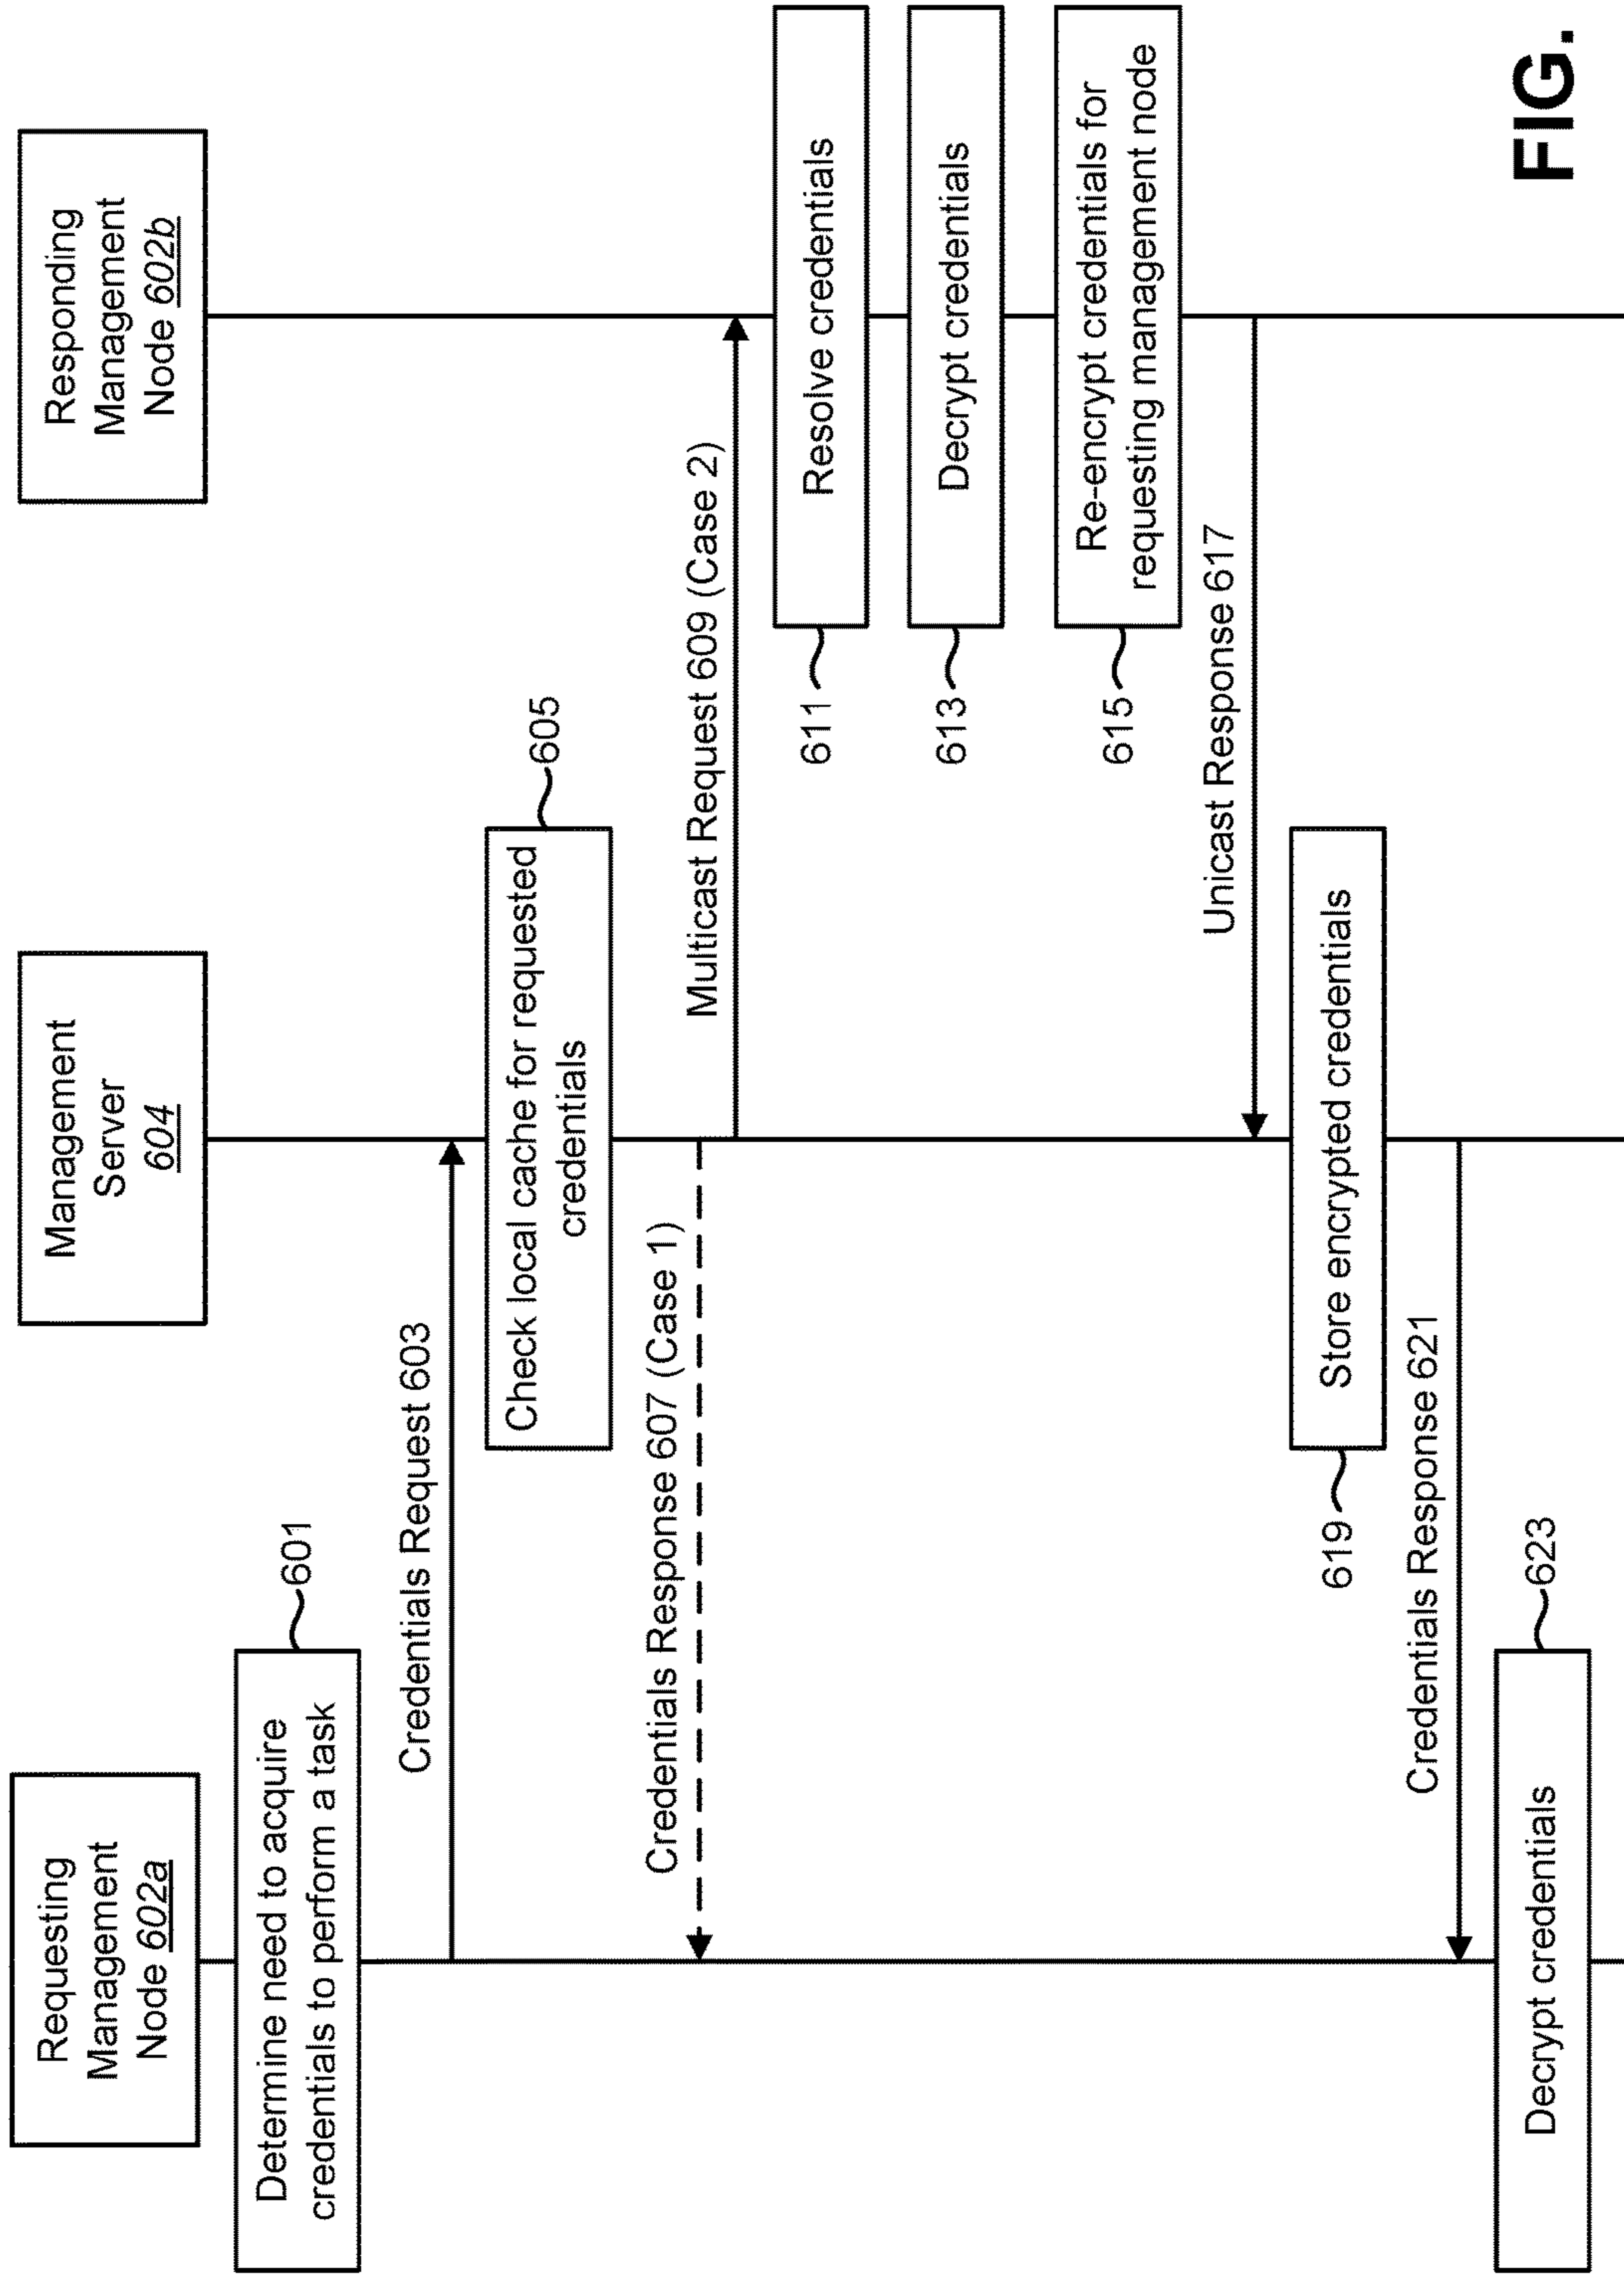 Requesting
Management
Node 602a
Management
Server
604
Responding
Management
Node 602b
Determine need to acquire
credentials to perform a task
601
Credentials Request 603
Check local cache for requested
credentials
605
Credentials Response 607 (Case 1)
Multicast Request 609 (Case 2)
Resolve credentials
611
Decrypt credentials
613
Re-encrypt credentials for
requesting management node
615
Unicast Response 617
Store encrypted credentials
619
Credentials Response 621
Decrypt credentials
623
FIG.